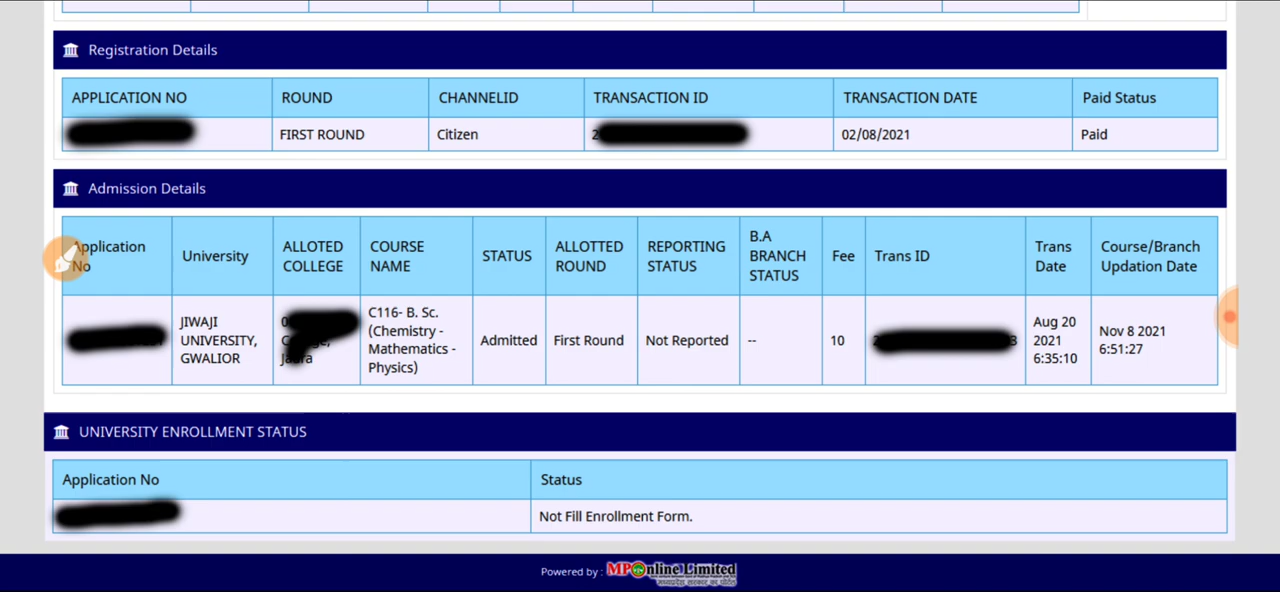 Registration Details
APPLICATION NO ROUND CHANNELID TRANSACTION ID TRANSACTION DATE Paid Status
FIRST ROUND Citizen 2 02/08/2021 Paid
Admission Details
Application No University ALLOTED COLLEGE COURSE NAME STATUS ALLOTTED ROUND REPORTING STATUS B.A BRANCH STATUS Fee Trans ID Trans Date Course/Branch Updation Date
JIWAJI UNIVERSITY, GWALIOR C116- B. Sc. (Chemistry - Mathematics - Physics) Admitted First Round Not Reported -- 10 Aug 20 2021 6:35:10 Nov 8 2021 6:51:27
UNIVERSITY ENROLLMENT STATUS
Application No Status
Not Fill Enrollment Form.
Powered by : MPOnline Limited